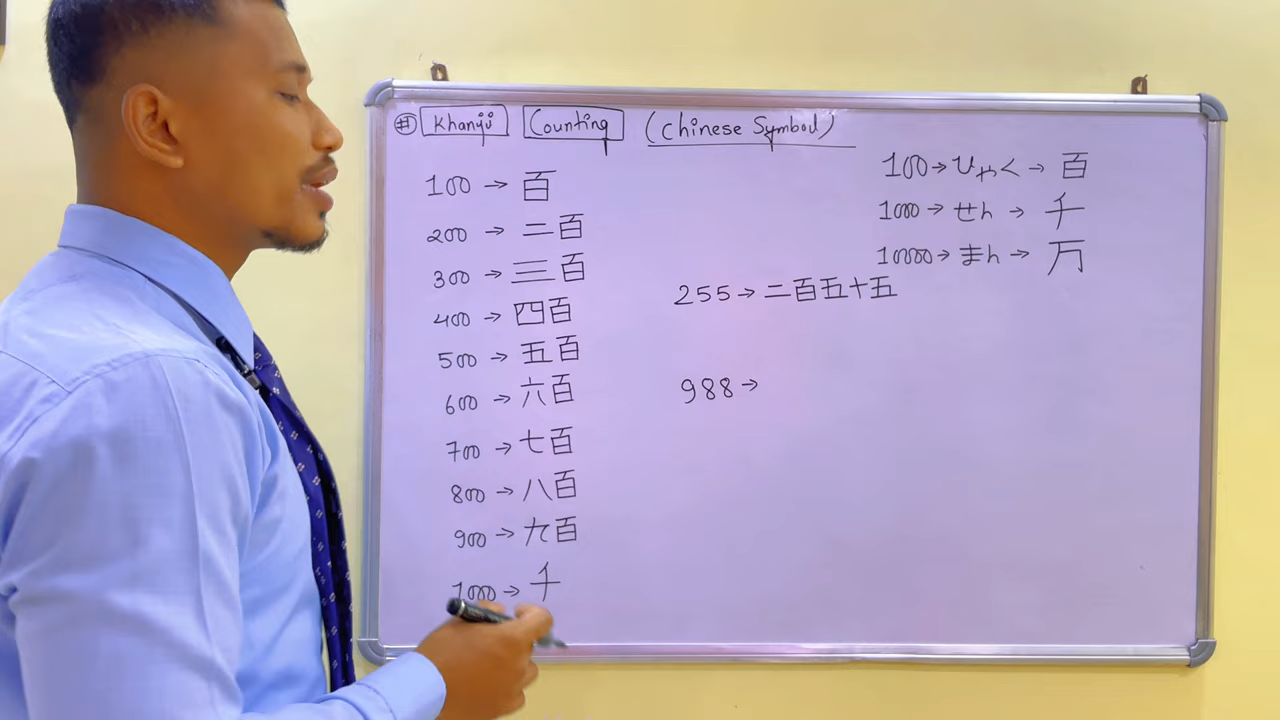 # Khanjji Counting (Chinese Symbol)
100 → 百
200 → 二百
300 → 三百
400 → 四百
500 → 五百
600 → 六百
700 → 七百
800 → 八百
900 → 九百
1000 → 千
100 → ひゃく → 百
1000 → せん → 千
10000 → まん → 万
255 → 二百五十五
988 →